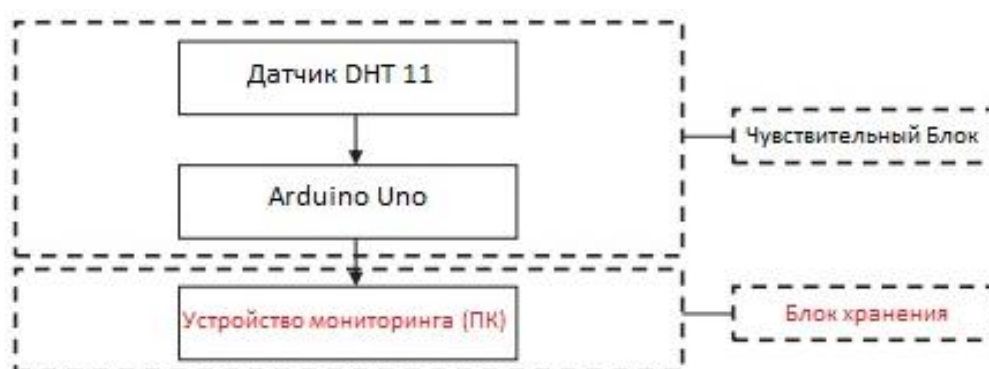 Датчик DHT 11
Чувствительный Блок
Arduino Uno
Устройство мониторинга (ПК)
Блок хранения